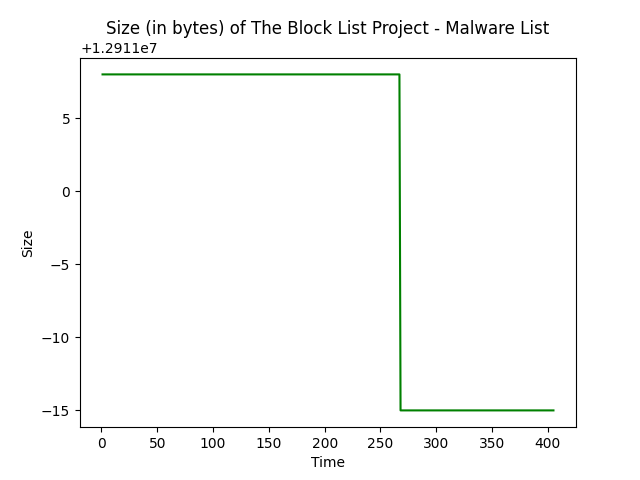 Size (in bytes) of The Block List Project - Malware List
+1.2911e7
5
0
−5
−10
−15
Size
0 50 100 150 200 250 300 350 400
Time